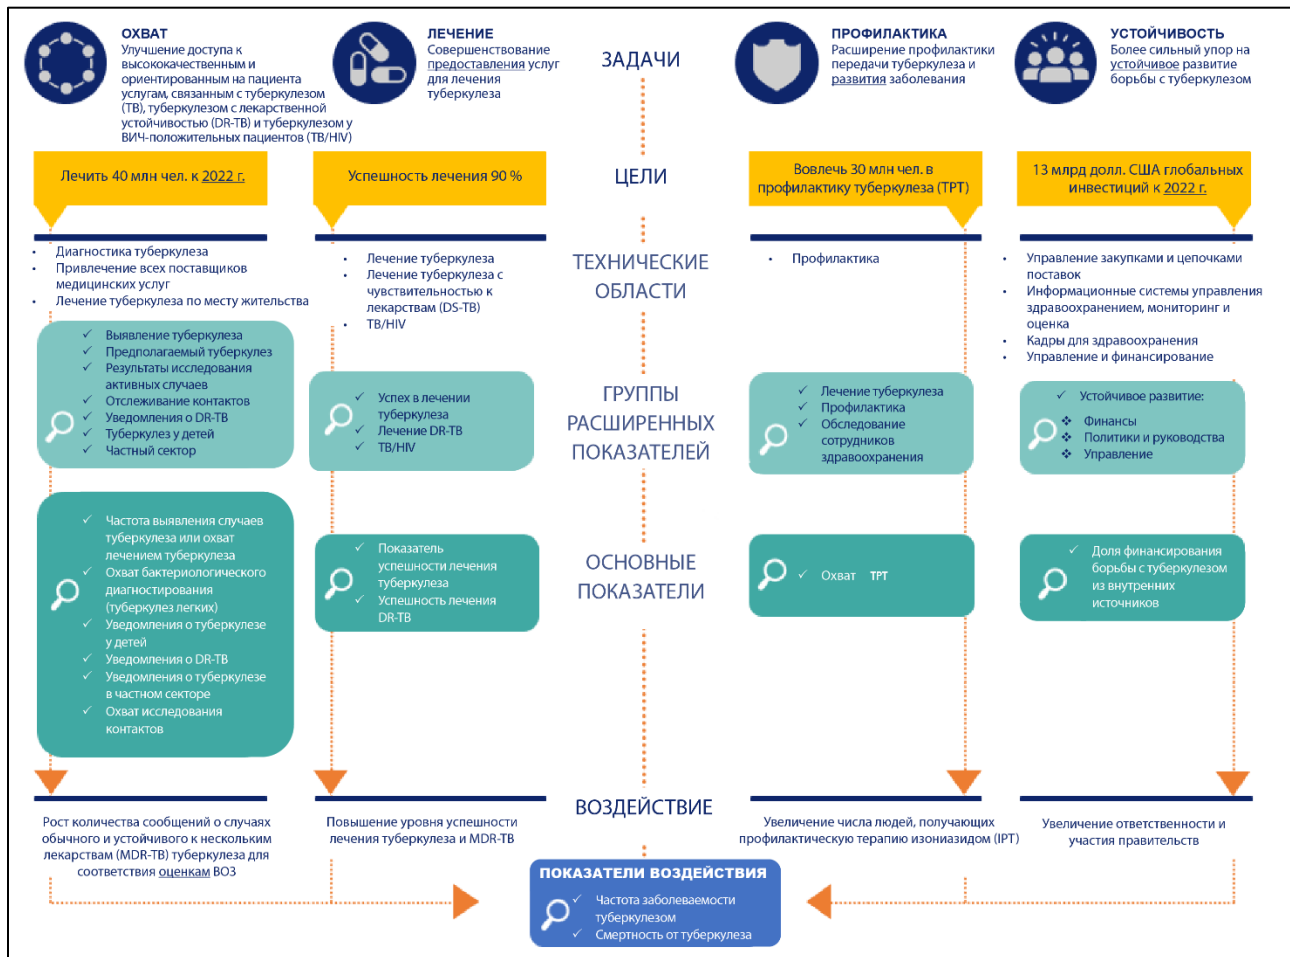 ОХВАТ
Улучшение доступа к
высококачественным и
ориентированным на пациента
услугам, связанным с туберкулезом
(ТВ), туберкулезом с лекарственной
устойчивостью (DR-TB) и туберкулезом у
ВИЧ-положительных пациентов (TB/HIV)
ЛЕЧЕНИЕ
Совершенствование
предоставления услуг
для лечения
туберкулеза
ЗАДАЧИ
ПРОФИЛАКТИКА
Расширение профилактики
передачи туберкулеза и
развития заболевания
УСТОЙЧИВОСТЬ
Более сильный упор на
устойчивое развитие
борьбы с туберкулезом
Лечить 40 млн чел. к 2022 г.
Успешность лечения 90 %
ЦЕЛИ
Вовлечь 30 млн чел. в
профилактику туберкулеза (TPT)
13 млрд долл. США глобальных
инвестиций к 2022 г.
• Диагностика туберкулеза
• Привлечение всех поставщиков
медицинских услуг
• Лечение туберкулеза по месту жительства
• Лечение туберкулеза
• Лечение туберкулеза с
чувствительностью к
лекарствам (DS-TB)
• TB/HIV
ТЕХНИЧЕСКИЕ
ОБЛАСТИ
• Профилактика
• Управление закупками и цепочками
поставок
• Информационные системы управления
здравоохранением, мониторинг и
оценка
• Кадры для здравоохранения
• Управление и финансирование
✓ Выявление туберкулеза
✓ Предполагаемый туберкулез
✓ Результаты исследования
активных случаев
✓ Отслеживание контактов
✓ Уведомления о DR-TB
✓ Туберкулез у детей
✓ Частный сектор
✓ Успех в лечении
туберкулеза
✓ Лечение DR-TB
✓ TB/HIV
ГРУППЫ
РАСШИРЕННЫХ
ПОКАЗАТЕЛЕЙ
✓ Лечение туберкулеза
✓ Профилактика
✓ Обследование
сотрудников
здравоохранения
✓ Устойчивое развитие:
❖ Финансы
❖ Политики и руководства
❖ Управление
✓ Частота выявления случаев
туберкулеза или охват
лечением туберкулеза
✓ Охват бактериологического
диагностирования
(туберкулез легких)
✓ Уведомления о туберкулезе
у детей
✓ Уведомления о DR-TB
✓ Уведомления о туберкулезе
в частном секторе
✓ Охват исследования
контактов
✓ Показатель
успешности лечения
туберкулеза
✓ Успешность лечения
DR-TB
ОСНОВНЫЕ
ПОКАЗАТЕЛИ
✓ Охват TPT
✓ Доля финансирования
борьбы с туберкулезом
из внутренних
источников
ВОЗДЕЙСТВИЕ
Рост количества сообщений о случаях
обычного и устойчивого к нескольким
лекарствам (MDR-TB) туберкулеза для
соответствия оценкам ВОЗ
Повышение уровня успешности
лечения туберкулеза и MDR-TB
Увеличение числа людей, получающих
профилактическую терапию изониазидом (IPT)
Увеличение ответственности и
участия правительств
ПОКАЗАТЕЛИ ВОЗДЕЙСТВИЯ
✓ Частота заболеваемости
туберкулезом
✓ Смертность от туберкулеза